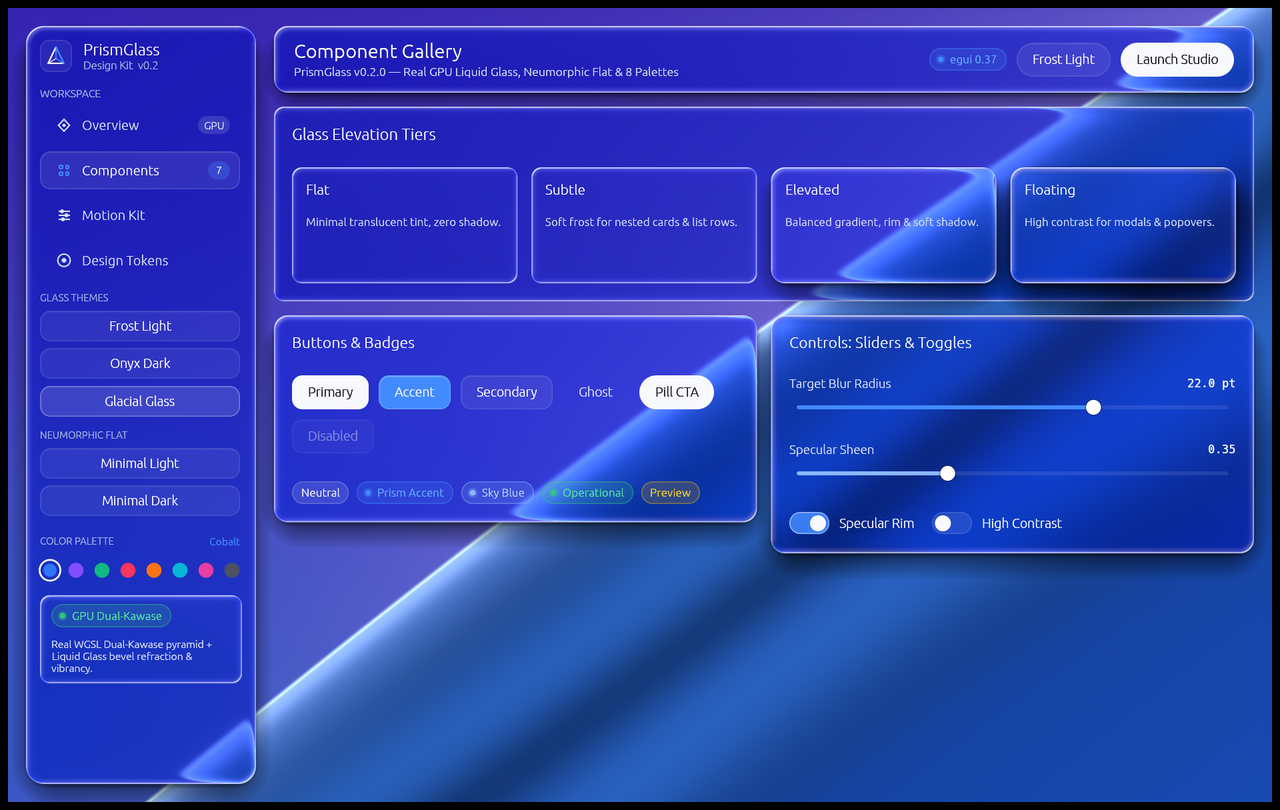 PrismGlass
Design Kit v0.2
WORKSPACE
Overview
GPU
Components
7
Motion Kit
Design Tokens
GLASS THEMES
Frost Light
Onyx Dark
Glacial Glass
NEUMORPHIC FLAT
Minimal Light
Minimal Dark
COLOR PALETTE
Cobalt
GPU Dual-Kawase
Real WGSL Dual-Kawase pyramid +
Liquid Glass bevel refraction &
vibrancy.
Component Gallery
PrismGlass v0.2.0 — Real GPU Liquid Glass, Neumorphic Flat & 8 Palettes
egui 0.37
Frost Light
Launch Studio
Glass Elevation Tiers
Flat
Minimal translucent tint, zero shadow.
Subtle
Soft frost for nested cards & list rows.
Elevated
Balanced gradient, rim & soft shadow.
Floating
High contrast for modals & popovers.
Buttons & Badges
Primary
Accent
Secondary
Ghost
Pill CTA
Disabled
Neutral
Prism Accent
Sky Blue
Operational
Preview
Controls: Sliders & Toggles
Target Blur Radius
22.0 pt
Specular Sheen
0.35
Specular Rim
High Contrast